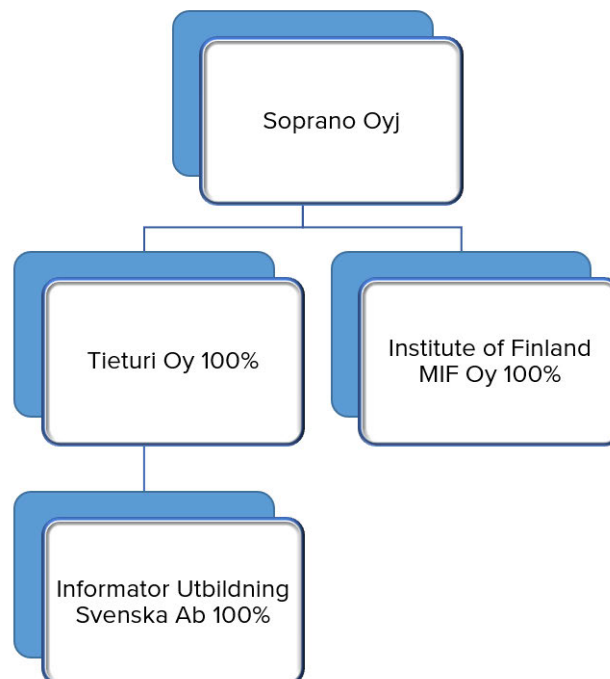 Soprano Oyj
Tieturi Oy 100%
Institute of Finland
MIF Oy 100%
Informator Utbildning
Svenska Ab 100%